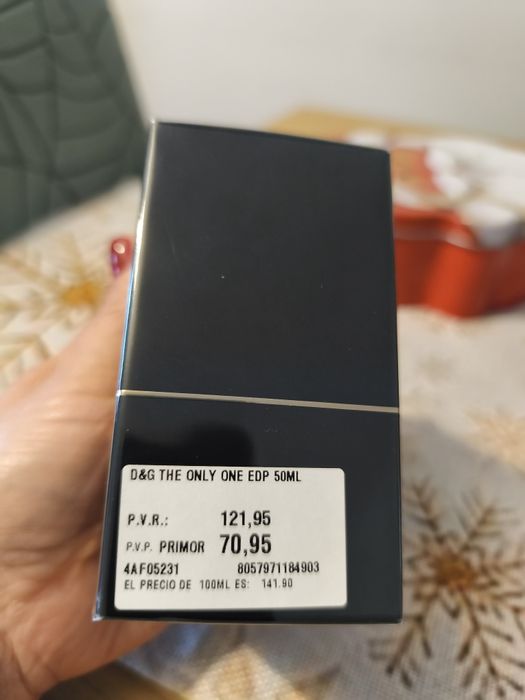 D&G THE ONLY ONE EDP 50ML
P.V.R.: 121,95
P.V.P. PRIMOR 70,95
4AF05231 8057971184903
EL PRECIO DE 100ML ES: 141.90